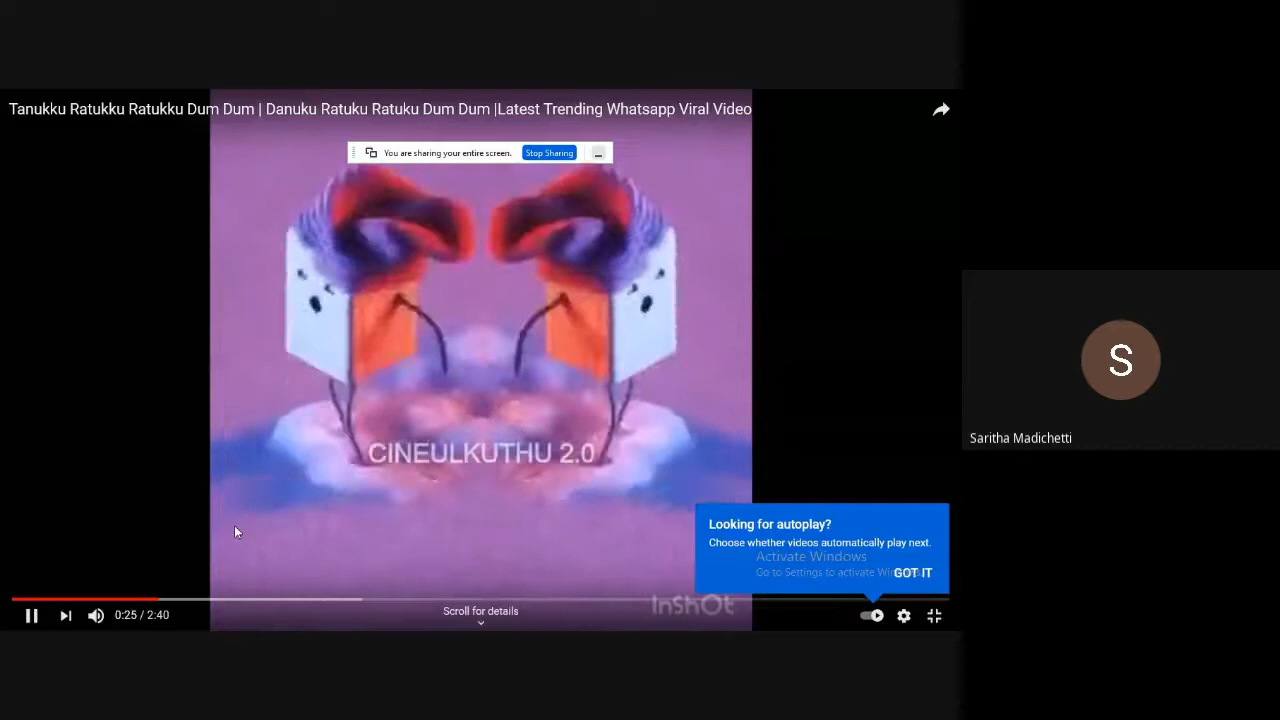 Tanukku Ratukku Ratukku Dum Dum | Danuku Ratuku Ratuku Dum Dum |Latest Trending Whatsapp Viral Video
You are sharing your entire screen. Stop Sharing
CINEULKUTHU 2.0
S
Saritha Madichetti
Looking for autoplay?
Choose whether videos automatically play next.
Activate Windows
Go to Settings to activate Windows.
GOT IT
InShOt
Scroll for details
0:25 / 2:40